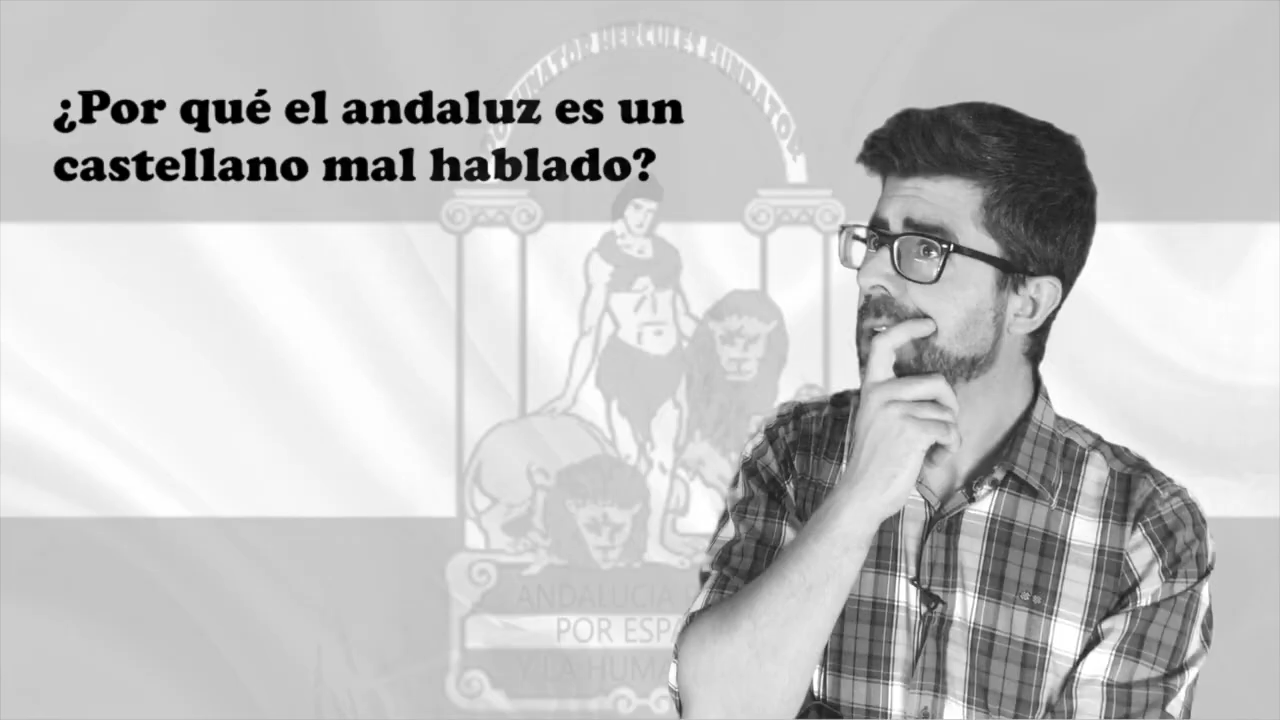 DOMINATOR HERCULES FUNDATOR
¿Por qué el andaluz es un
castellano mal hablado?
ANDALUCIA
POR ESPA
Y LA HUMA